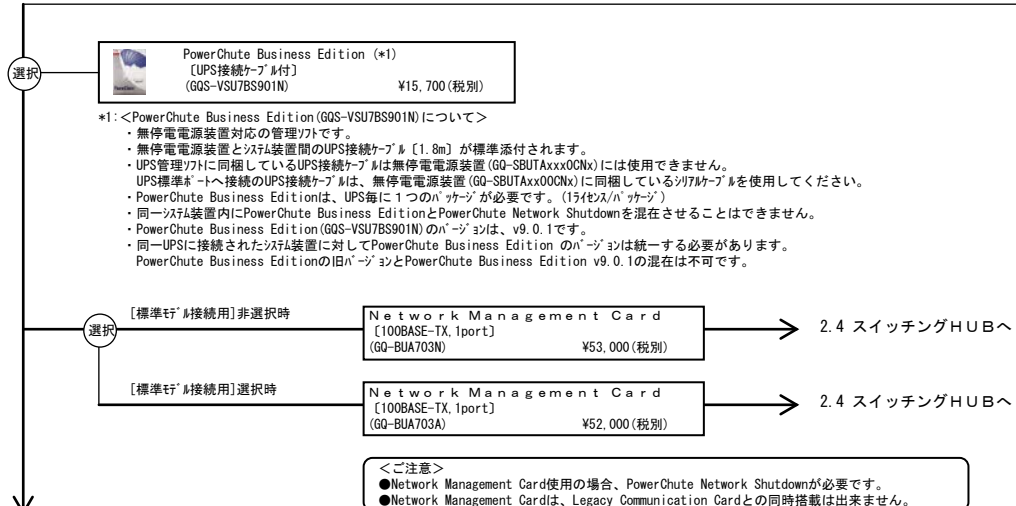 選択
PowerChute Business Edition (*1)
〔UPS接続ｹｰﾌﾞﾙ付〕
(GQS-VSU7BS901N) ¥15,700(税別)
*1:＜PowerChute Business Edition(GQS-VSU7BS901N)について＞
・無停電電源装置対応の管理ｿﾌﾄです。
・無停電電源装置とｼｽﾃﾑ装置間のUPS接続ｹｰﾌﾞﾙ〔1.8m〕が標準添付されます。
・UPS管理ｿﾌﾄに同梱しているUPS接続ｹｰﾌﾞﾙは無停電電源装置(GQ-SBUTAxxxOCNx)には使用できません。
UPS標準ﾎﾟｰﾄへ接続のUPS接続ｹｰﾌﾞﾙは、無停電電源装置(GQ-SBUTAxxOOCNx)に同梱しているｼﾘｱﾙｹｰﾌﾞﾙを使用してください。
・PowerChute Business Editionは、UPS毎に１つのﾊﾟｯｹｰｼﾞが必要です。(1ﾗｲｾﾝｽ/ﾊﾟｯｹｰｼﾞ)
・同一ｼｽﾃﾑ装置内にPowerChute Business EditionとPowerChute Network Shutdownを混在させることはできません。
・PowerChute Business Edition(GQS-VSU7BS901N)のﾊﾞｰｼﾞｮﾝは、v9.0.1です。
・同一UPSに接続されたｼｽﾃﾑ装置に対してPowerChute Business Edition のﾊﾞｰｼﾞｮﾝは統一する必要があります。
PowerChute Business Editionの旧ﾊﾞｰｼﾞｮﾝとPowerChute Business Edition v9.0.1の混在は不可です。
選択
[標準ﾓﾃﾞﾙ接続用]非選択時
Ｎｅｔｗｏｒｋ Ｍａｎａｇｅｍｅｎｔ Ｃａｒｄ
〔100BASE-TX,1port〕
(GQ-BUA703N) ¥53,000(税別)
2.4 スイッチングＨＵＢへ
[標準ﾓﾃﾞﾙ接続用]選択時
Ｎｅｔｗｏｒｋ Ｍａｎａｇｅｍｅｎｔ Ｃａｒｄ
〔100BASE-TX,1port〕
(GQ-BUA703A) ¥52,000(税別)
2.4 スイッチングＨＵＢへ
＜ご注意＞
●Network Management Card使用の場合、PowerChute Network Shutdownが必要です。
●Network Management Cardは、Legacy Communication Cardとの同時搭載は出来ません。